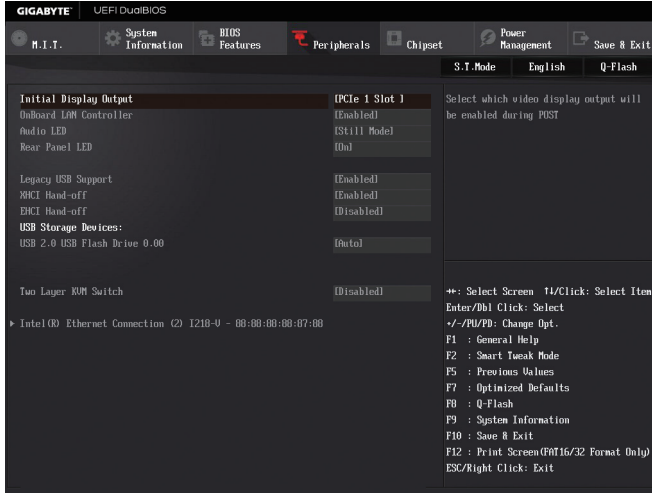 GIGABYTE™ UEFI DualBIOS
M.I.T.
System Information
BIOS Features
Peripherals
Chipset
Power Management
Save & Exit
S.T.Mode English Q-Flash
Initial Display Output [PCIe 1 Slot ]
OnBoard LAN Controller [Enabled]
Audio LED [Still Mode]
Rear Panel LED [On]
Legacy USB Support [Enabled]
XHCI Hand-off [Enabled]
EHCI Hand-off [Disabled]
USB Storage Devices:
USB 2.0 USB Flash Drive 0.00 [Auto]
Two Layer KVM Switch [Disabled]
Intel(R) Ethernet Connection (2) I218-V - 88:88:88:88:87:88
Select which video display output will
be enabled during POST
→←: Select Screen ↑↓/Click: Select Item
Enter/Dbl Click: Select
+/-/PU/PD: Change Opt.
F1 : General Help
F2 : Smart Tweak Mode
F5 : Previous Values
F7 : Optimized Defaults
F8 : Q-Flash
F9 : System Information
F10 : Save & Exit
F12 : Print Screen(FAT16/32 Format Only)
ESC/Right Click: Exit